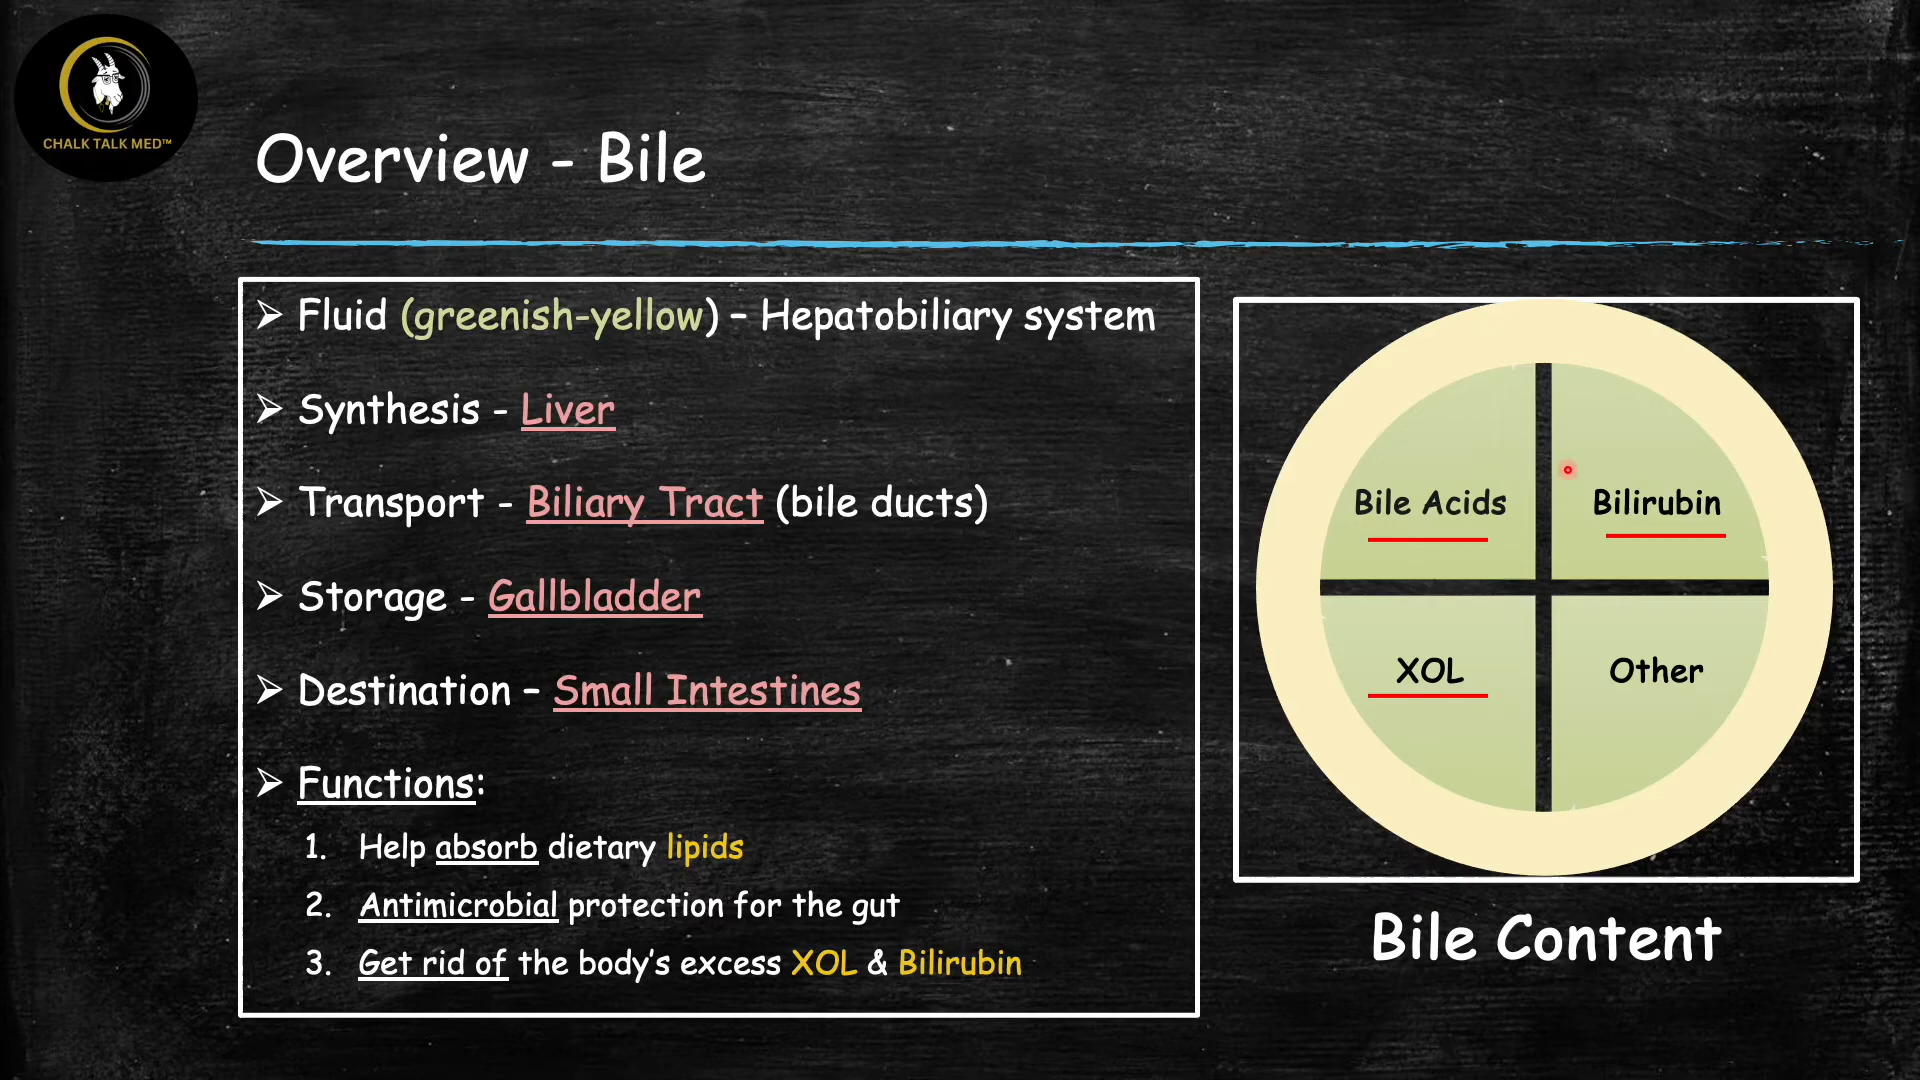 CHALK TALK MED™
Overview - Bile
➢ Fluid (greenish-yellow) – Hepatobiliary system
➢ Synthesis - Liver
➢ Transport - Biliary Tract (bile ducts)
➢ Storage - Gallbladder
➢ Destination – Small Intestines
➢ Functions:
1. Help absorb dietary lipids
2. Antimicrobial protection for the gut
3. Get rid of the body's excess XOL & Bilirubin
Bile Acids
Bilirubin
XOL
Other
Bile Content